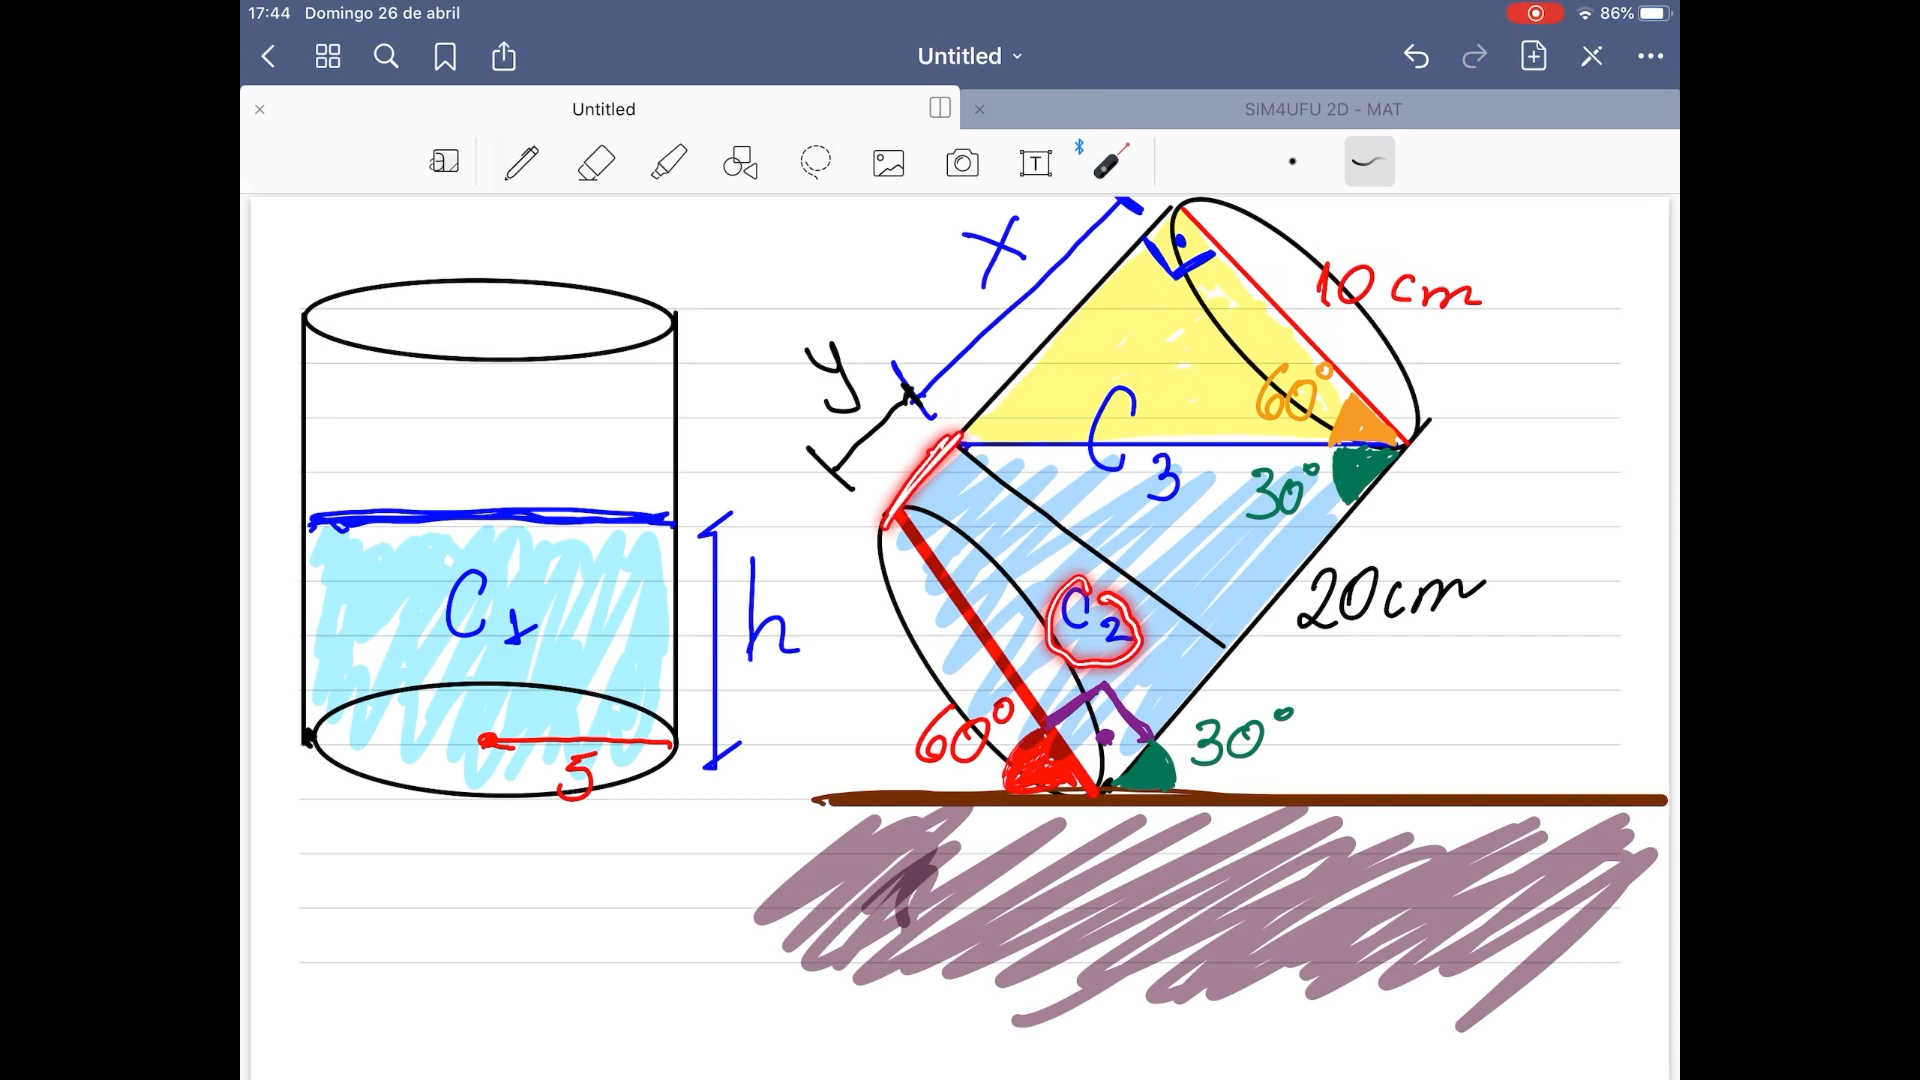 17:44 Domingo 26 de abril
86%
Untitled
Untitled
SIM4UFU 2D - MAT
T
X
10 cm
y
60°
C3
30°
h
C1
C2
20cm
60°
30°
5